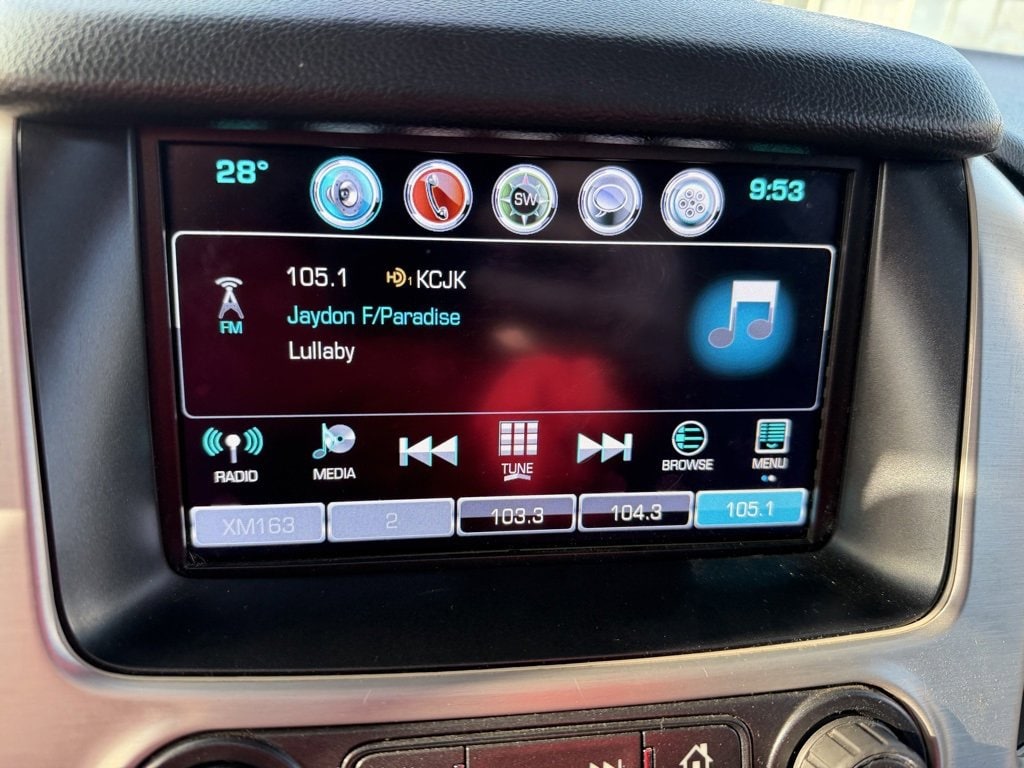 28° SW 9:53
105.1 HD1 KCJK
FM Jaydon F/Paradise
Lullaby
RADIO MEDIA TUNE BROWSE MENU
XM163 2 103.3 104.3 105.1